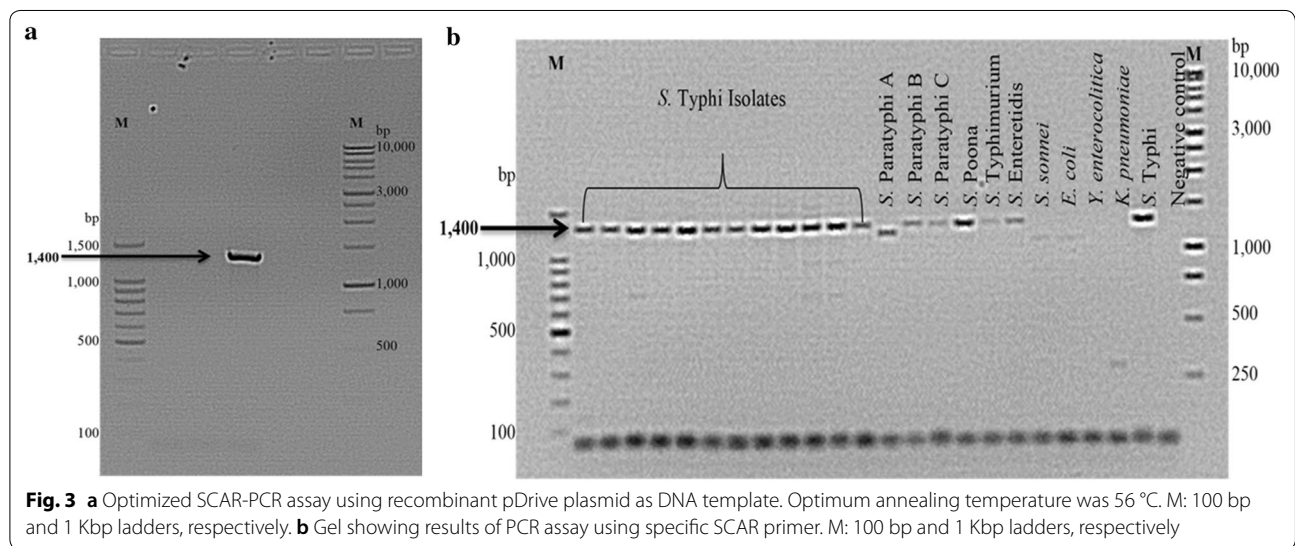 a
M
bp
1,500
1,400
1,000
500
100
M
bp
10,000
3,000
1,000
500
b
bp
M
1,400
1,000
500
100
S. Typhi Isolates
S. Paratyphi A
S. Paratyphi B
S. Paratyphi C
S. Poona
S. Typhimurium
S. Enteretidis
S. sonnei
E. coli
Y. enterocolitica
K. pneumoniae
S. Typhi
Negative control
M
bp
10,000
3,000
1,000
500
250
Fig. 3 a Optimized SCAR-PCR assay using recombinant pDrive plasmid as DNA template. Optimum annealing temperature was 56 °C. M: 100 bp
and 1 Kbp ladders, respectively. b Gel showing results of PCR assay using specific SCAR primer. M: 100 bp and 1 Kbp ladders, respectively